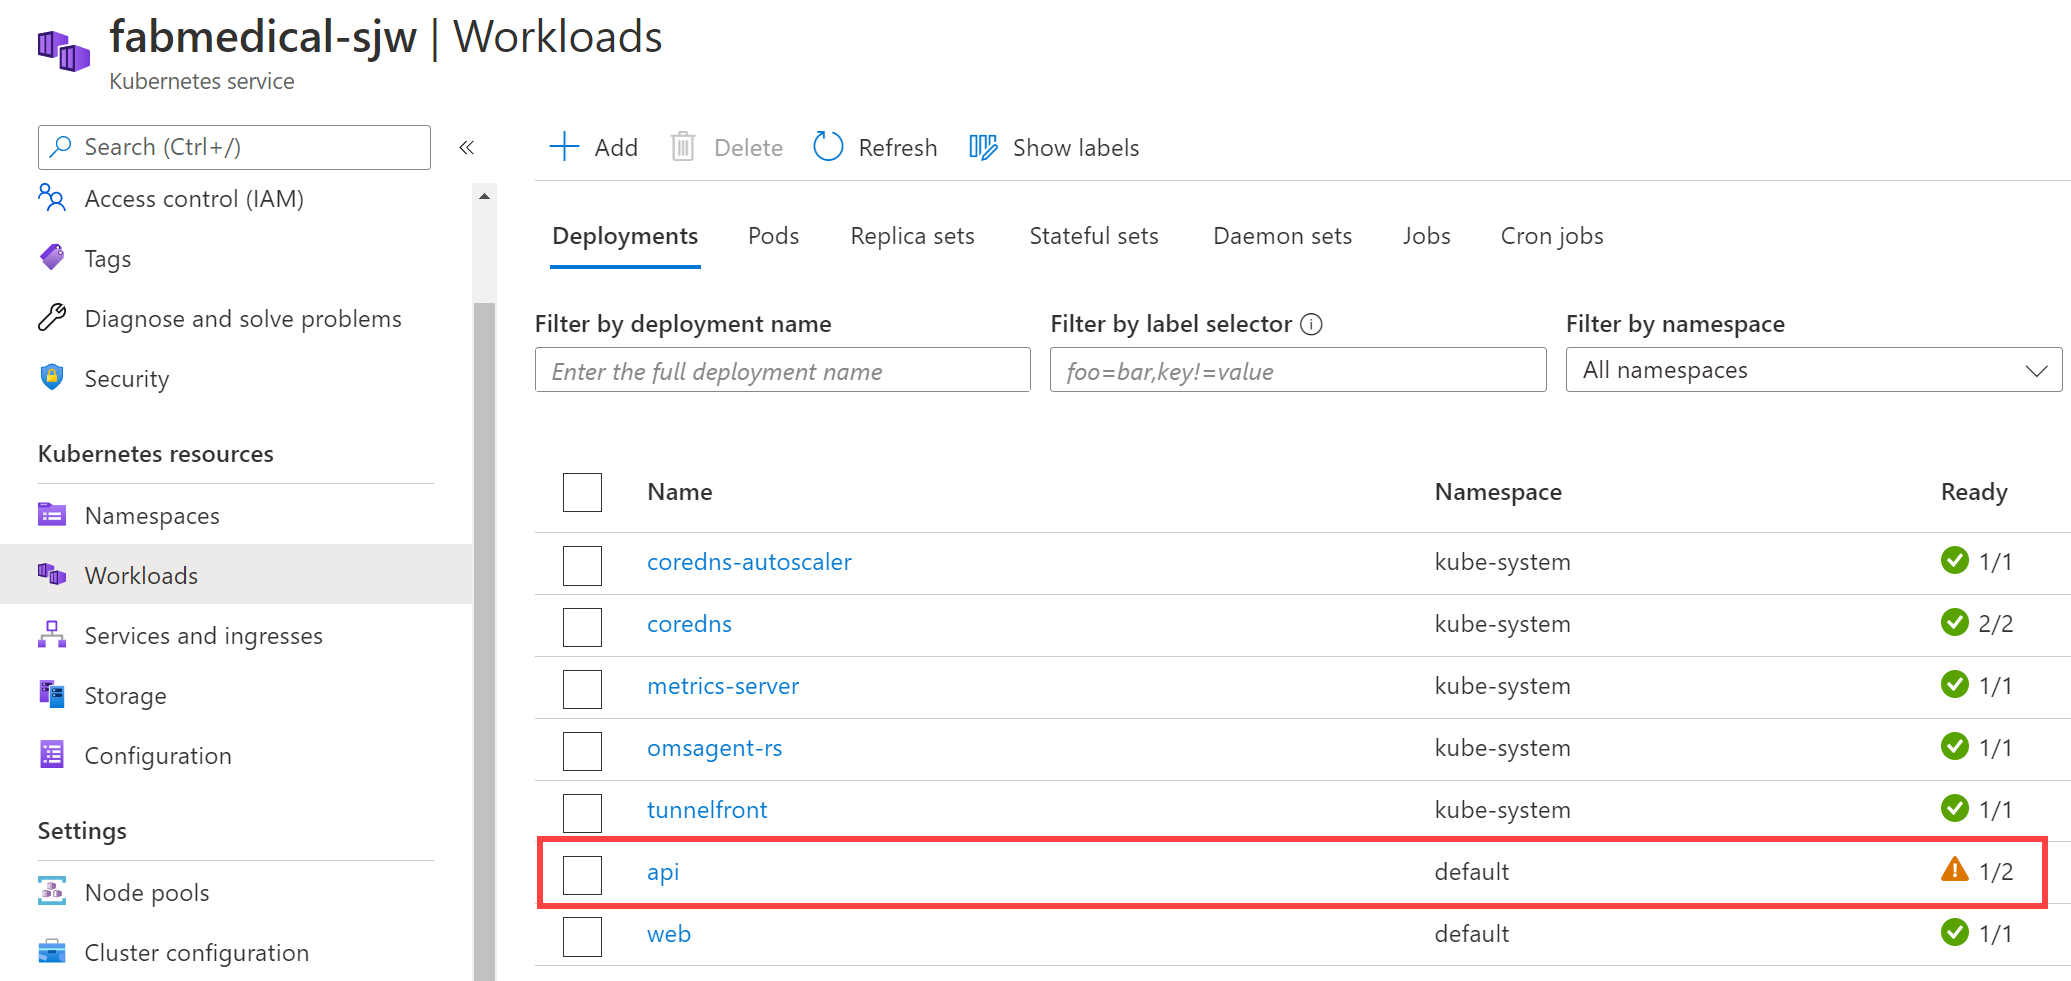 fabmedical-sjw | Workloads
Kubernetes service
Search (Ctrl+/)
«
Access control (IAM)
Tags
Diagnose and solve problems
Security
Kubernetes resources
Namespaces
Workloads
Services and ingresses
Storage
Configuration
Settings
Node pools
Cluster configuration
Add Delete Refresh Show labels
Deployments Pods Replica sets Stateful sets Daemon sets Jobs Cron jobs
Filter by deployment name Filter by label selector Filter by namespace
Enter the full deployment name foo=bar,key!=value All namespaces
Name Namespace Ready
coredns-autoscaler kube-system 1/1
coredns kube-system 2/2
metrics-server kube-system 1/1
omsagent-rs kube-system 1/1
tunnelfront kube-system 1/1
api default 1/2
web default 1/1